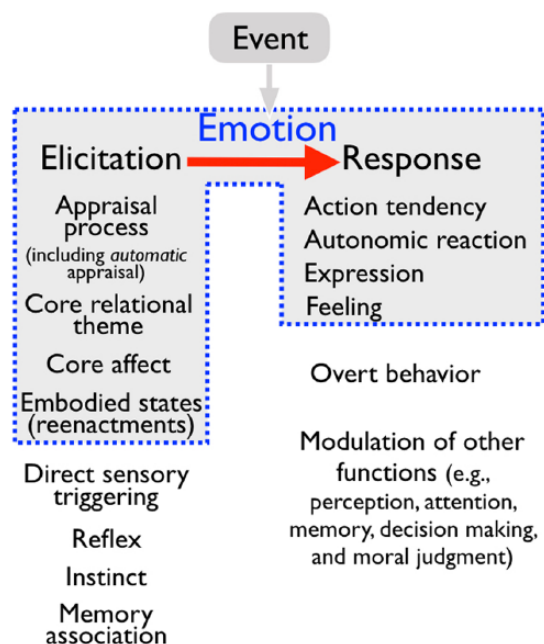 Event
Emotion
Elicitation
Response
Appraisal
process
(including automatic
appraisal)
Core relational
theme
Core affect
Embodied states
(reenactments)
Direct sensory
triggering
Reflex
Instinct
Memory
association
Action tendency
Autonomic reaction
Expression
Feeling
Overt behavior
Modulation of other
functions (e.g.,
perception, attention,
memory, decision making,
and moral judgment)